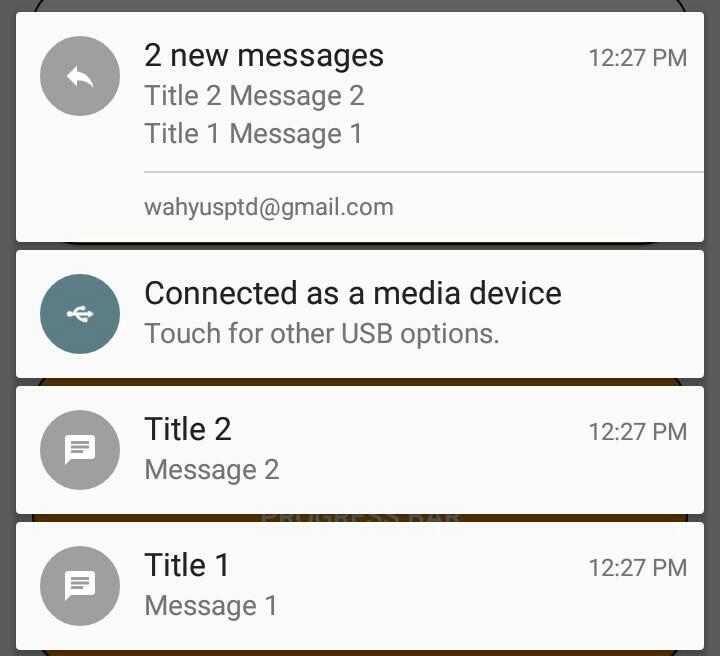 2 new messages 12:27 PM
Title 2 Message 2
Title 1 Message 1
wahyusptd@gmail.com
Connected as a media device
Touch for other USB options.
Title 2 12:27 PM
Message 2
PROGRESS BAR
Title 1 12:27 PM
Message 1